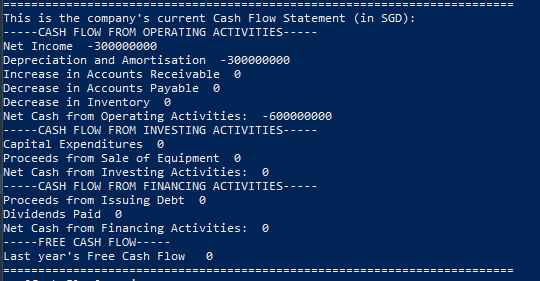 ======================================================================
This is the company's current Cash Flow Statement (in SGD):
-----CASH FLOW FROM OPERATING ACTIVITIES-----
Net Income  -300000000
Depreciation and Amortisation  -300000000
Increase in Accounts Receivable  0
Decrease in Accounts Payable  0
Decrease in Inventory  0
Net Cash from Operating Activities:  -600000000
-----CASH FLOW FROM INVESTING ACTIVITIES-----
Capital Expenditures  0
Proceeds from Sale of Equipment  0
Net Cash from Investing Activities:  0
-----CASH FLOW FROM FINANCING ACTIVITIES-----
Proceeds from Issuing Debt  0
Dividends Paid  0
Net Cash from Financing Activities:  0
-----FREE CASH FLOW-----
Last year's Free Cash Flow   0
======================================================================